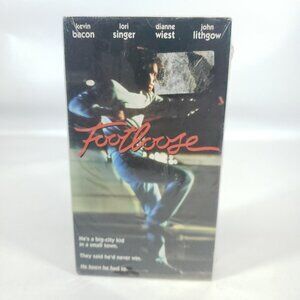 kevin bacon
lori singer
dianne wiest
john lithgow
Footloose
He's a big-city kid
in a small town.
They said he'd never win.
He knew he had to.